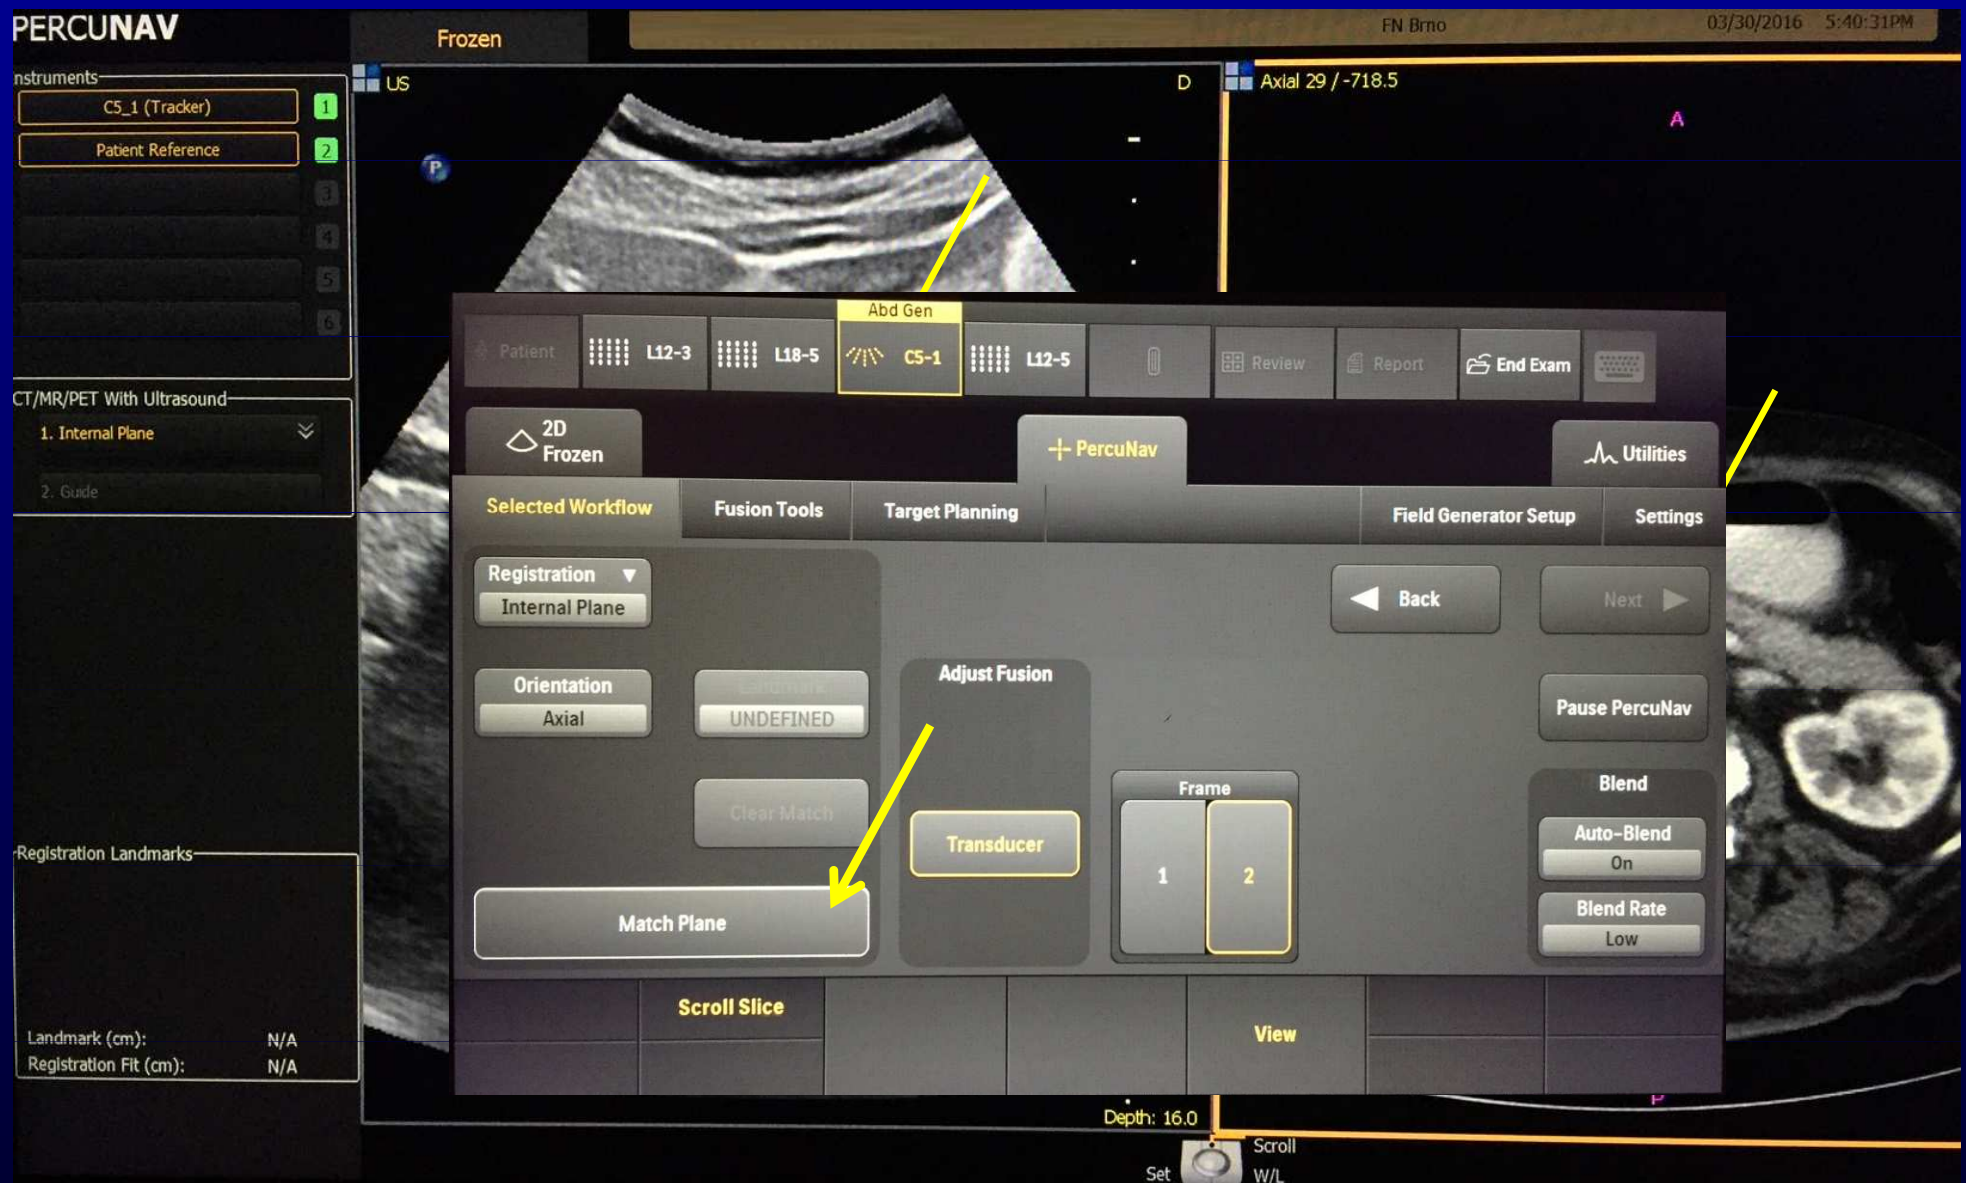 PERCUNAV
Frozen
FN Brno
03/30/2016 5:40:31PM
nstruments
C5_1 (Tracker)
1
Patient Reference
2
3
4
5
6
US
D
P
Axial 29 / -718.5
A
CT/MR/PET With Ultrasound
1. Internal Plane
2. Guide
Registration Landmarks
Landmark (cm): N/A
Registration Fit (cm): N/A
Abd Gen
Patient
L12-3
L18-5
C5-1
L12-5
Review
Report
End Exam
2D
Frozen
PercuNav
Utilities
Selected Workflow
Fusion Tools
Target Planning
Field Generator Setup
Settings
Registration
Internal Plane
Back
Next
Orientation
Axial
Landmark
UNDEFINED
Adjust Fusion
Pause PercuNav
Clear Match
Transducer
Frame
1
2
Blend
Auto-Blend
On
Blend Rate
Low
Match Plane
Scroll Slice
View
P
Depth: 16.0
Scroll
Set
W/L